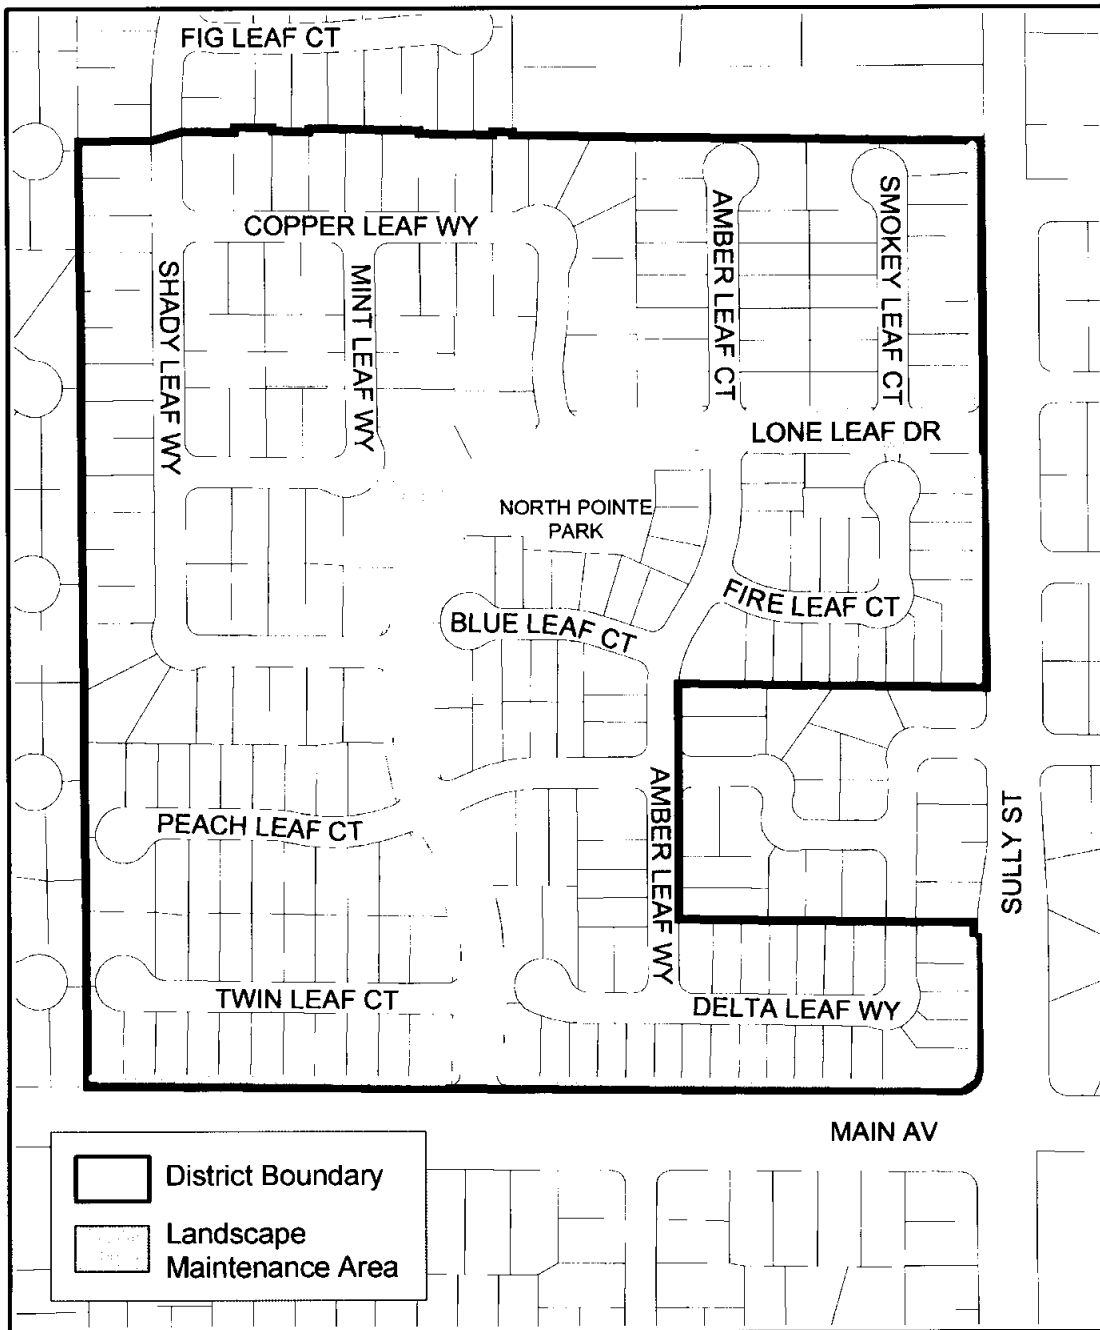 FIG LEAF CT
COPPER LEAF WY
SHADY LEAF WY
MINT LEAF WY
AMBER LEAF CT
SMOKEY LEAF CT
LONE LEAF DR
NORTH POINTE
PARK
FIRE LEAF CT
BLUE LEAF CT
PEACH LEAF CT
AMBER LEAF WY
SULLY ST
TWIN LEAF CT
DELTA LEAF WY
MAIN AV
District Boundary
Landscape
Maintenance Area